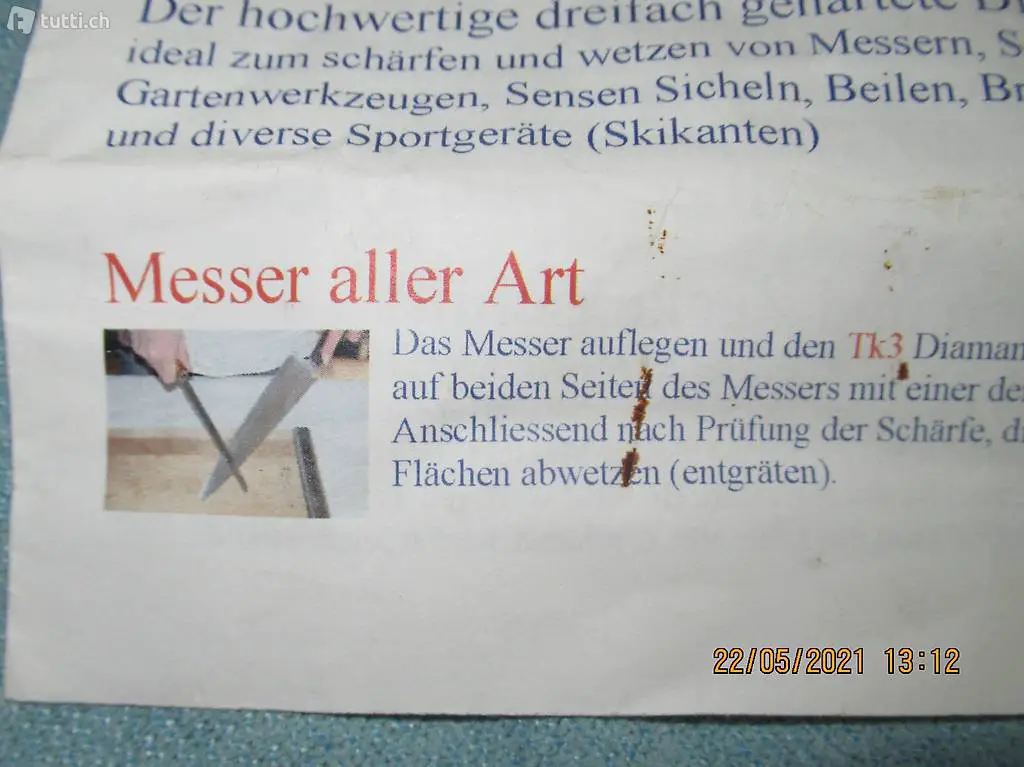 tutti.ch
Der hochwertige dreifach gehärtete
ideal zum schärfen und wetzen von Messern,
Gartenwerkzeugen, Sensen Sicheln, Beilen,
und diverse Sportgeräte (Skikanten)
Messer aller Art
Das Messer auflegen und den Tk3 Diaman
auf beiden Seiten des Messers mit einer
Anschliessend nach Prüfung der Schärfe,
Flächen abwetzen (entgräten).
22/05/2021 13:12